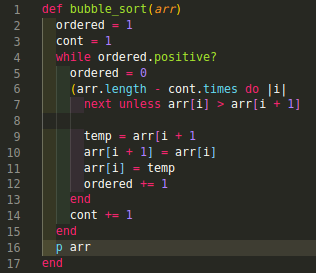 1 def bubble_sort(arr)
2 ordered = 1
3 cont = 1
4 while ordered.positive?
5 ordered = 0
6 (arr.length - cont.times do |i|
7 next unless arr[i] > arr[i + 1]
8
9 temp = arr[i + 1
10 arr[i + 1] = arr[i]
11 arr[i] = temp
12 ordered += 1
13 end
14 cont += 1
15 end
16 p arr
17 end